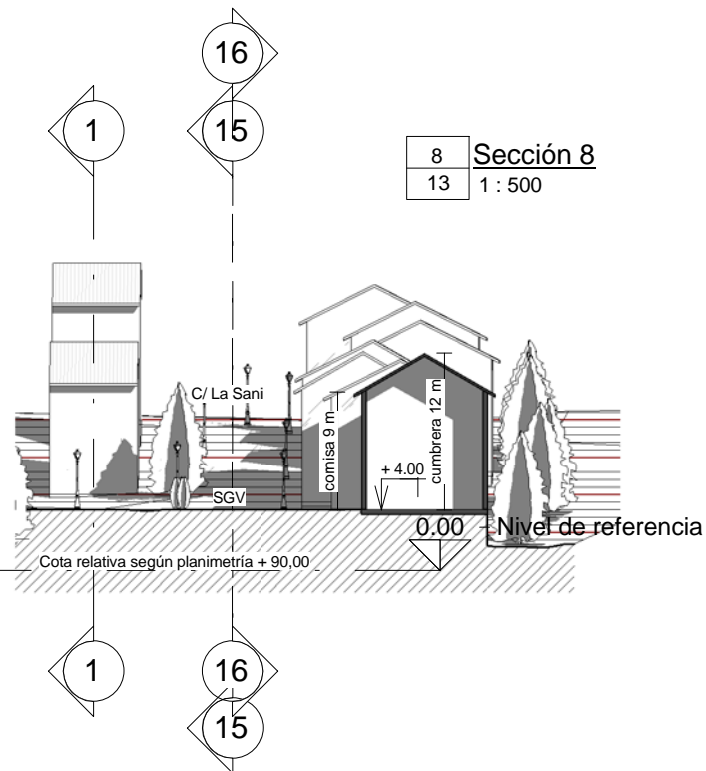 16
1
15
8
Sección 8
13
1 : 500
C/ La Sani
cornisa 9 m
cumbrera 12 m
+ 4.00
SGV
0.00
Nivel de referencia
Cota relativa según planimetría + 90,00
1
16
15